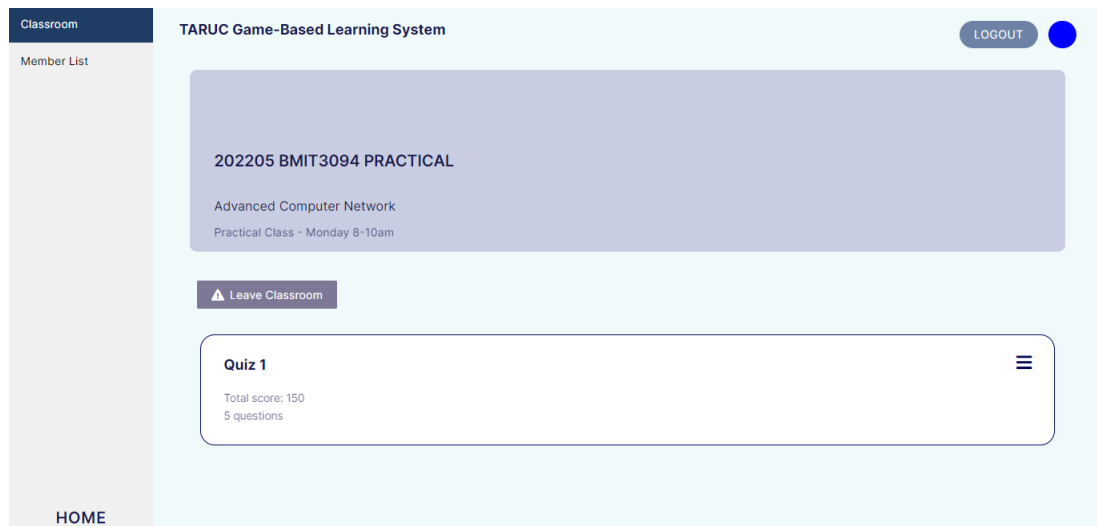 Classroom
Member List
HOME
TARUC Game-Based Learning System
LOGOUT
202205 BMIT3094 PRACTICAL
Advanced Computer Network
Practical Class - Monday 8-10am
Leave Classroom
Quiz 1
Total score: 150
5 questions